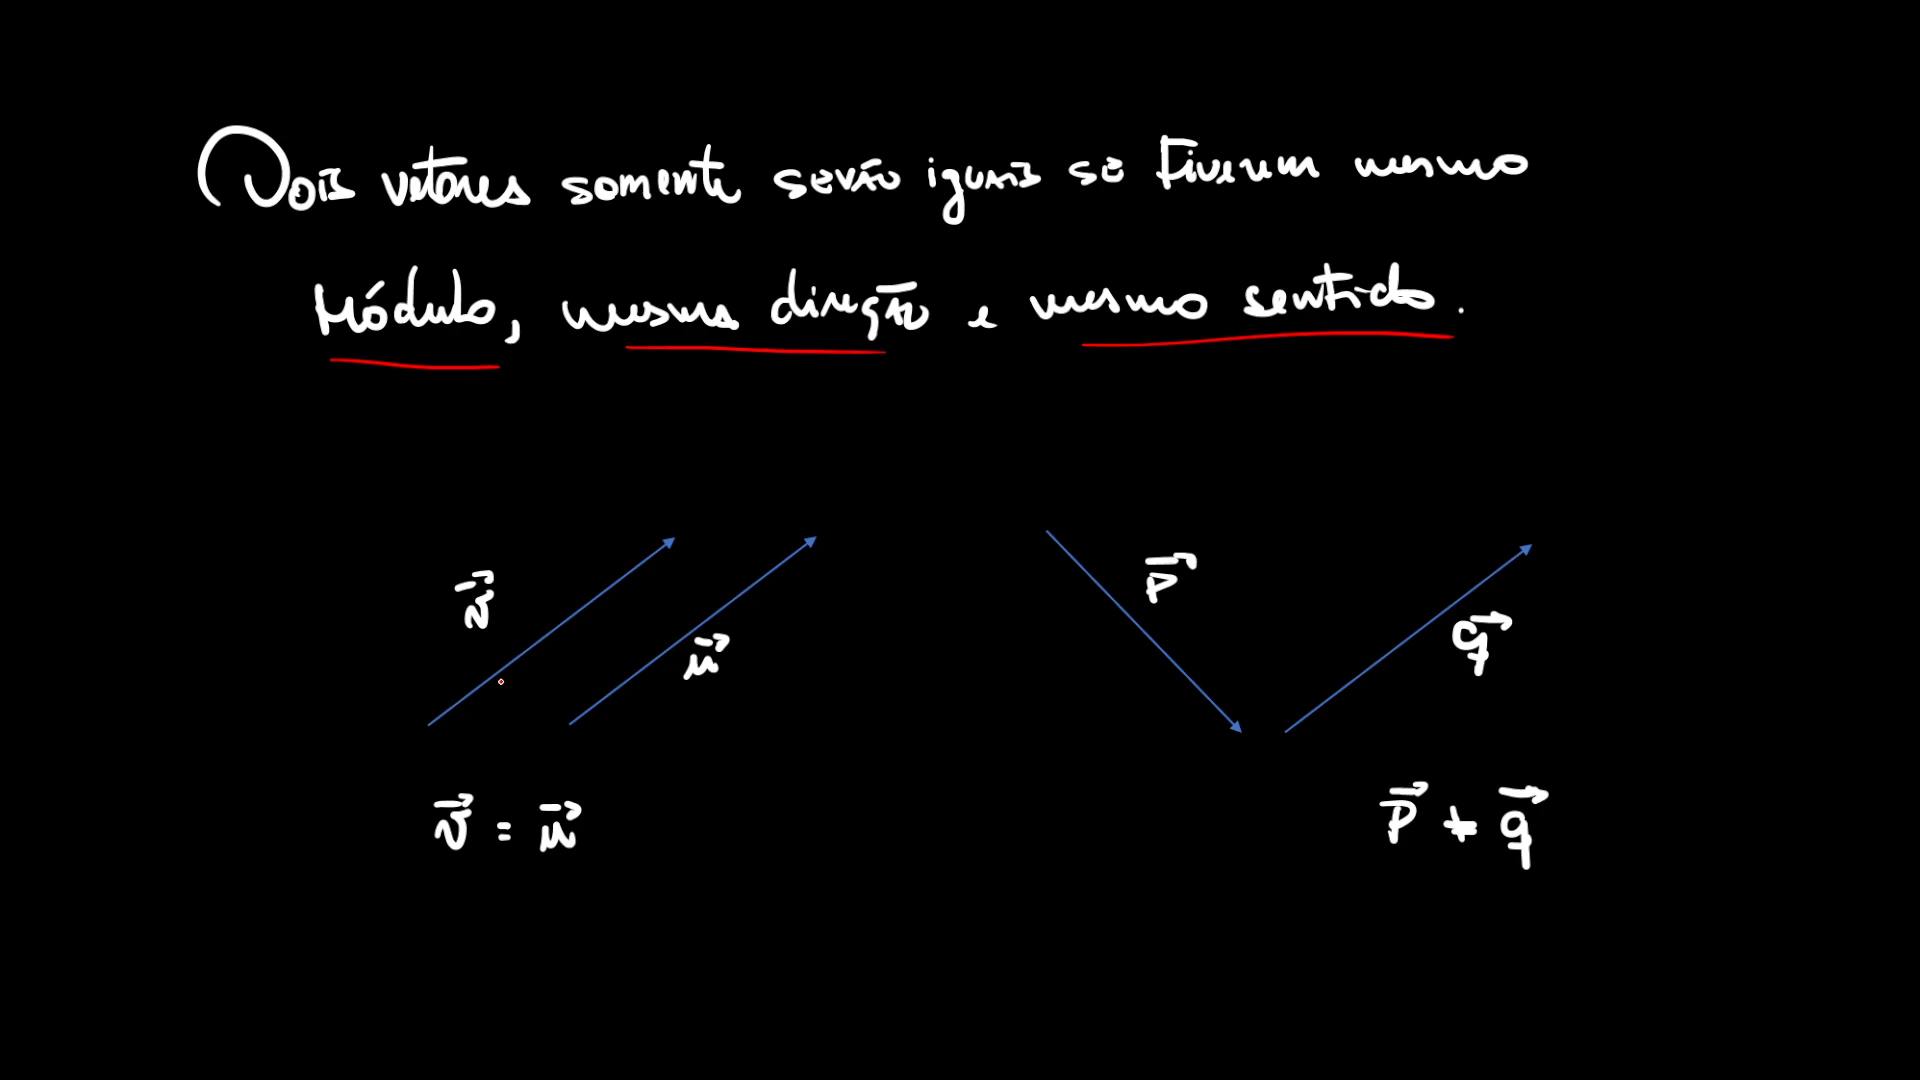 Dois vetores somente serão iguais se tiverem mesmo
Módulo, mesma direção e mesmo sentido.
v⃗
u⃗
p⃗
q⃗
v⃗ = u⃗
p⃗ ≠ q⃗